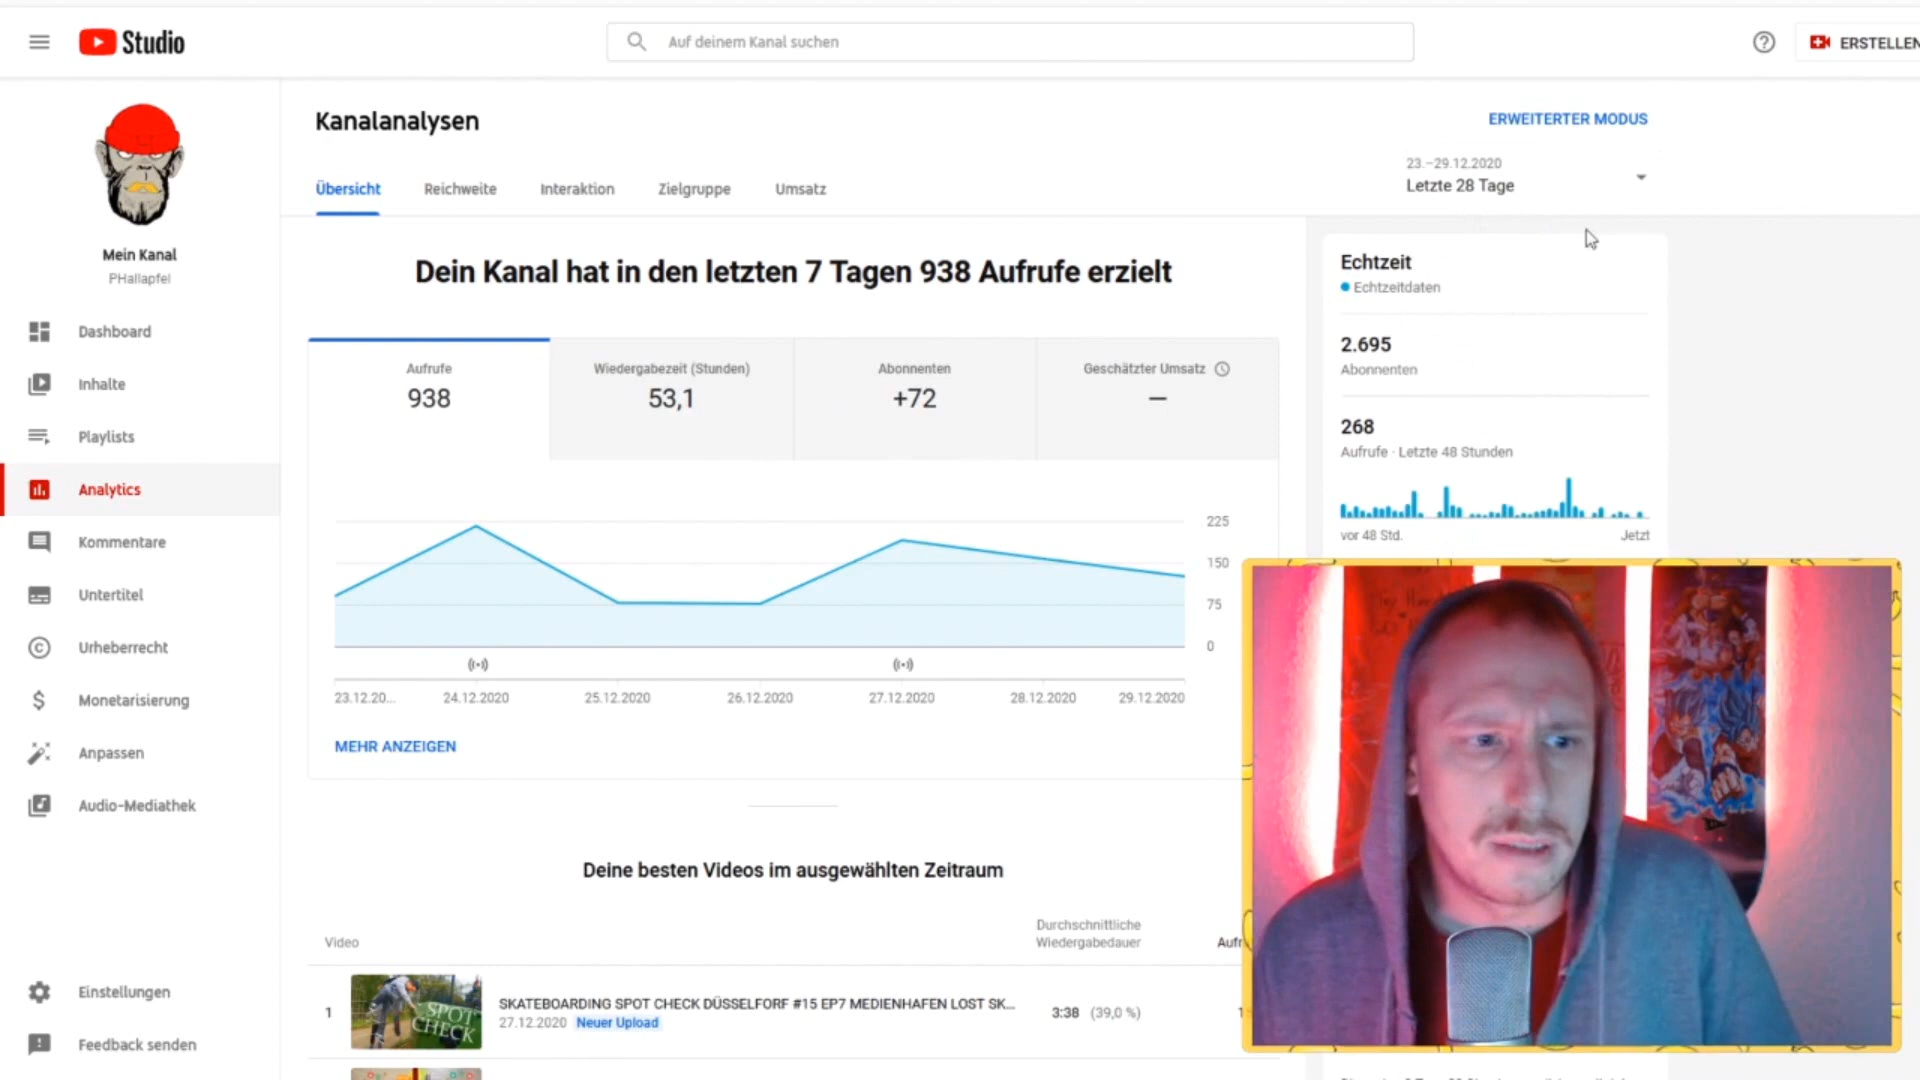 Studio
Auf deinem Kanal suchen
ERSTELLEN
Kanalanalysen
ERWEITERTER MODUS
23.–29.12.2020
Letzte 28 Tage
Übersicht
Reichweite
Interaktion
Zielgruppe
Umsatz
Mein Kanal
PHallapfel
Dashboard
Inhalte
Playlists
Analytics
Kommentare
Untertitel
Urheberrecht
Monetarisierung
Anpassen
Audio-Mediathek
Einstellungen
Feedback senden
Dein Kanal hat in den letzten 7 Tagen 938 Aufrufe erzielt
Aufrufe
938
Wiedergabezeit (Stunden)
53,1
Abonnenten
+72
Geschätzter Umsatz
—
225
150
75
0
23.12.20...
24.12.2020
25.12.2020
26.12.2020
27.12.2020
28.12.2020
29.12.2020
MEHR ANZEIGEN
Echtzeit
Echtzeitdaten
2.695
Abonnenten
268
Aufrufe · Letzte 48 Stunden
vor 48 Std.
Jetzt
Deine besten Videos im ausgewählten Zeitraum
Video
Durchschnittliche
Wiedergabedauer
Aufr
1
SPOT
CHECK
SKATEBOARDING SPOT CHECK DÜSSELFORF #15 EP7 MEDIENHAFEN LOST SK...
27.12.2020 Neuer Upload
3:38 (39,0 %)
1